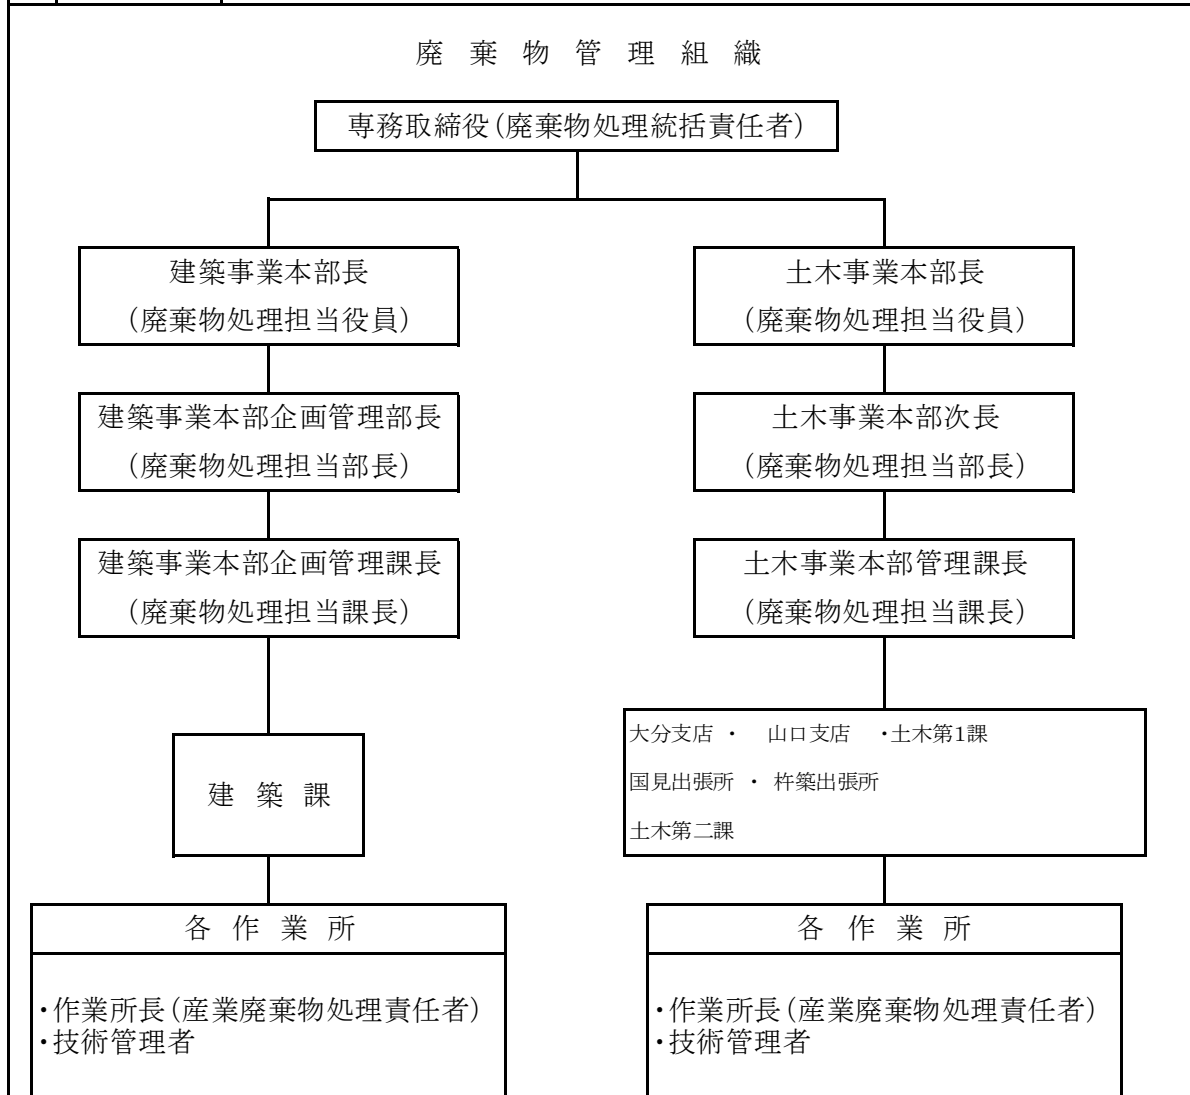 廃棄物管理組織
専務取締役(廃棄物処理統括責任者)
建築事業本部長
(廃棄物処理担当役員)
土木事業本部長
(廃棄物処理担当役員)
建築事業本部企画管理部長
(廃棄物処理担当部長)
土木事業本部次長
(廃棄物処理担当部長)
建築事業本部企画管理課長
(廃棄物処理担当課長)
土木事業本部管理課長
(廃棄物処理担当課長)
建築課
大分支店・ 山口支店 ・土木第1課
国見出張所 ・ 杵築出張所
土木第二課
各作業所
・作業所長(産業廃棄物処理責任者)
・技術管理者
各作業所
・作業所長(産業廃棄物処理責任者)
・技術管理者